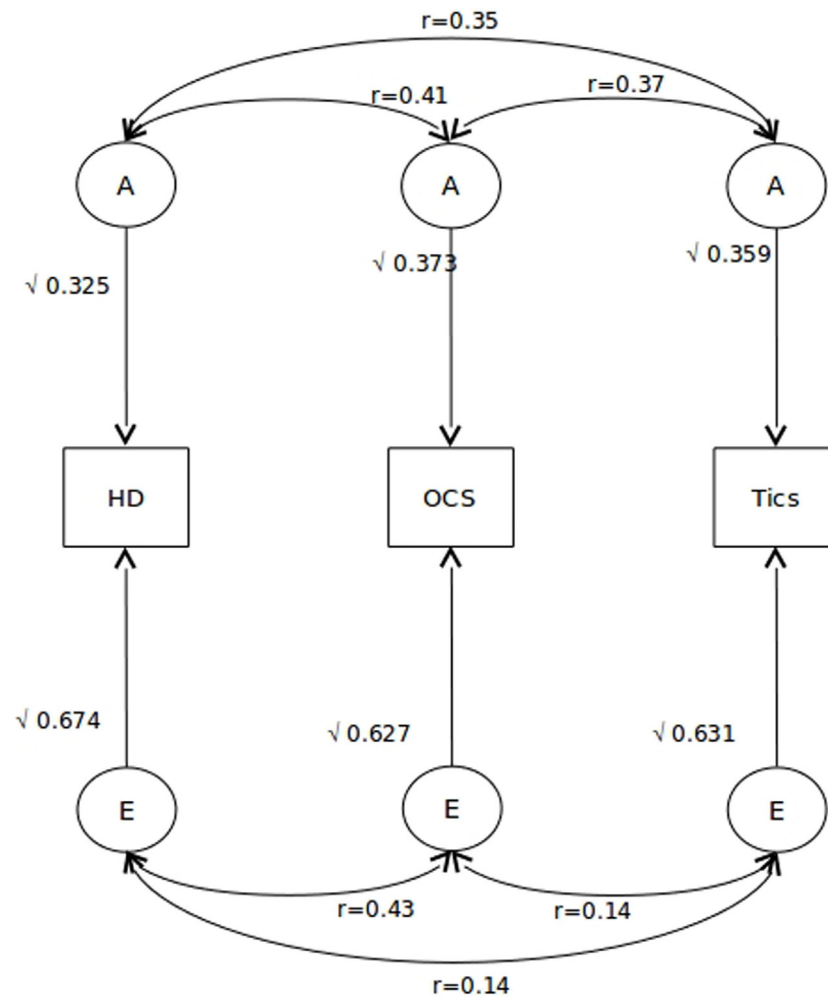 r=0.35
r=0.41
r=0.37
A
A
A
√ 0.325
√ 0.373
√ 0.359
HD
OCS
Tics
√ 0.674
√ 0.627
√ 0.631
E
E
E
r=0.43
r=0.14
r=0.14